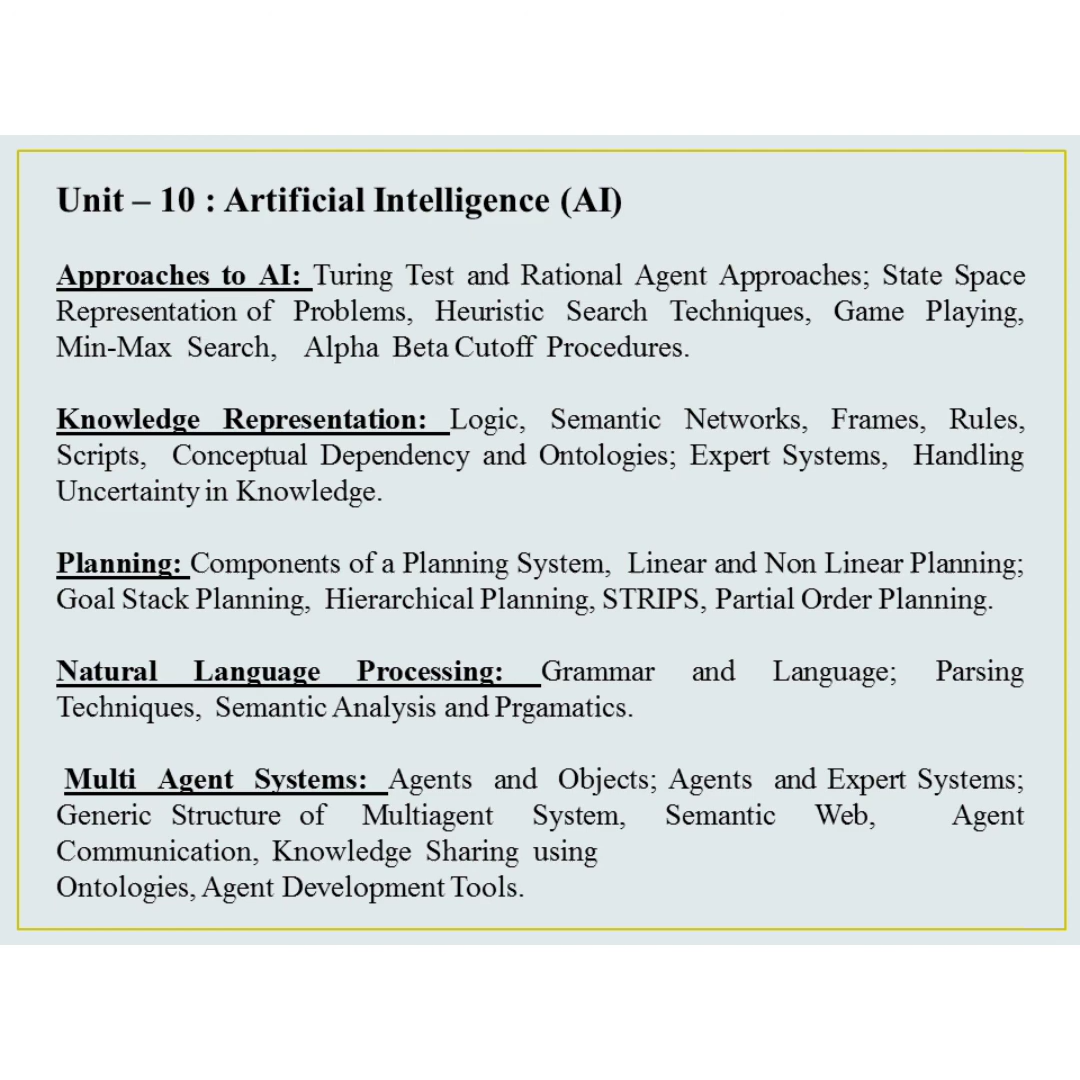 Unit – 10 : Artificial Intelligence (AI)
Approaches to AI: Turing Test and Rational Agent Approaches; State Space
Representation of Problems, Heuristic Search Techniques, Game Playing,
Min-Max Search, Alpha Beta Cutoff Procedures.
Knowledge Representation: Logic, Semantic Networks, Frames, Rules,
Scripts, Conceptual Dependency and Ontologies; Expert Systems, Handling
Uncertainty in Knowledge.
Planning: Components of a Planning System, Linear and Non Linear Planning;
Goal Stack Planning, Hierarchical Planning, STRIPS, Partial Order Planning.
Natural Language Processing: Grammar and Language; Parsing
Techniques, Semantic Analysis and Prgamatics.
Multi Agent Systems: Agents and Objects; Agents and Expert Systems;
Generic Structure of Multiagent System, Semantic Web, Agent
Communication, Knowledge Sharing using
Ontologies, Agent Development Tools.